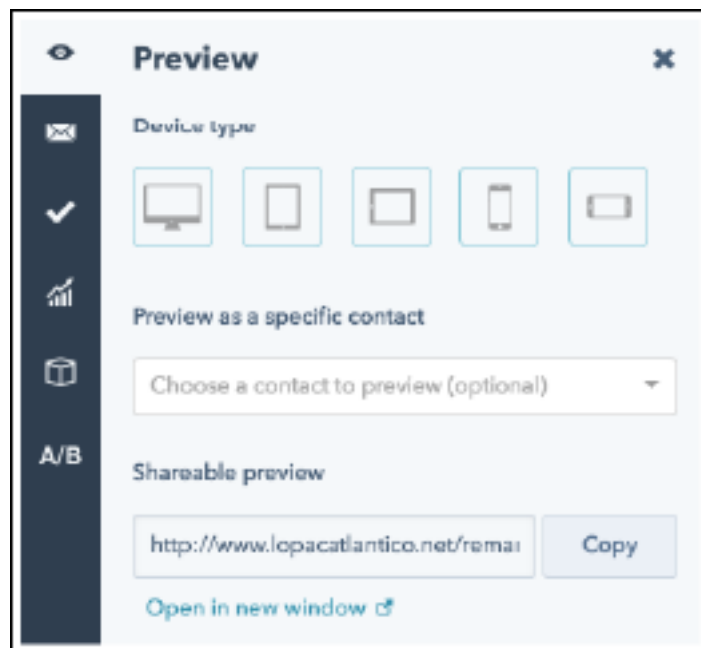 Preview
Device type
Preview as a specific contact
Choose a contact to preview (optional)
A/B
Shareable preview
http://www.lopacatlantico.net/remar
Copy
Open in new window